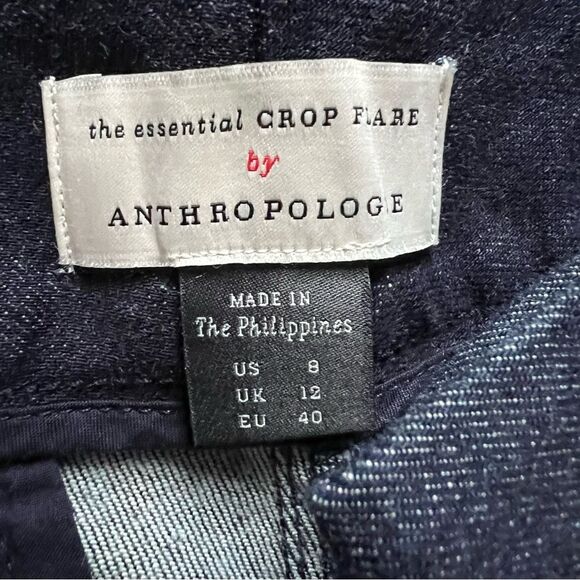 the essential CROP FLARE
by
ANTHROPOLOGE
MADE IN
The Philippines
US 8
UK 12
EU 40